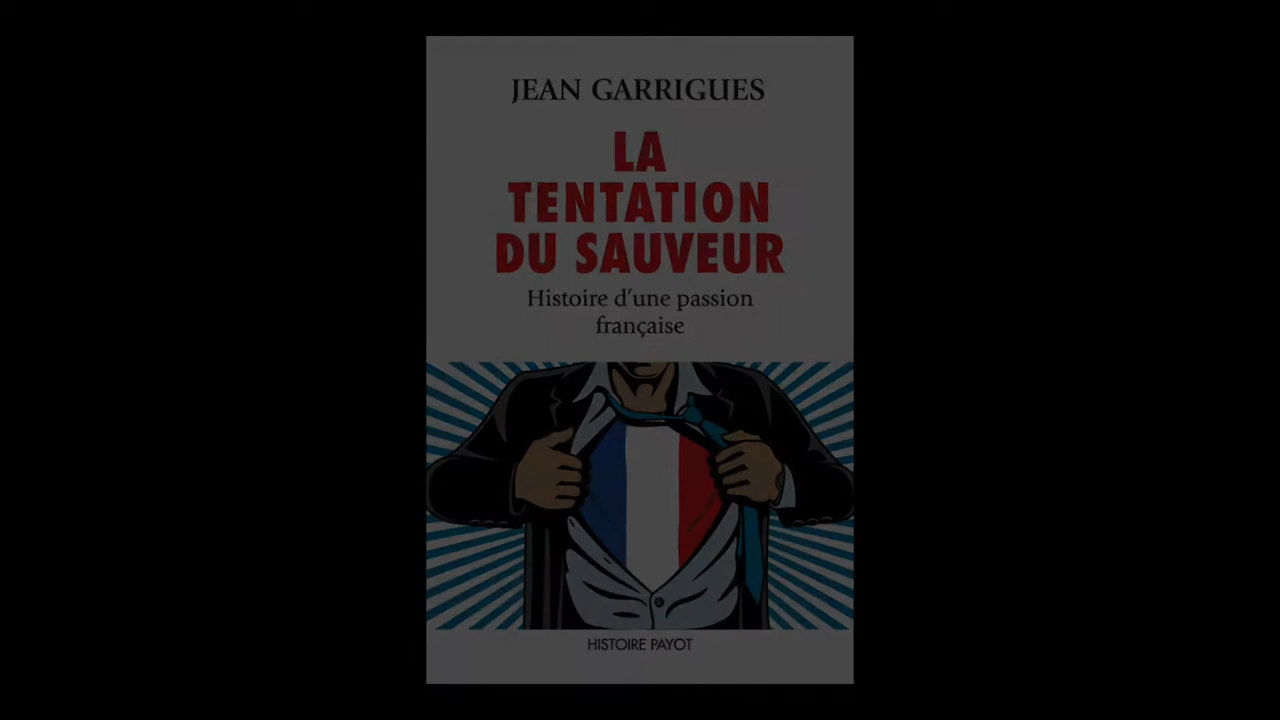 JEAN GARRIGUES
LA
TENTATION
DU SAUVEUR
Histoire d'une passion
française
HISTOIRE PAYOT